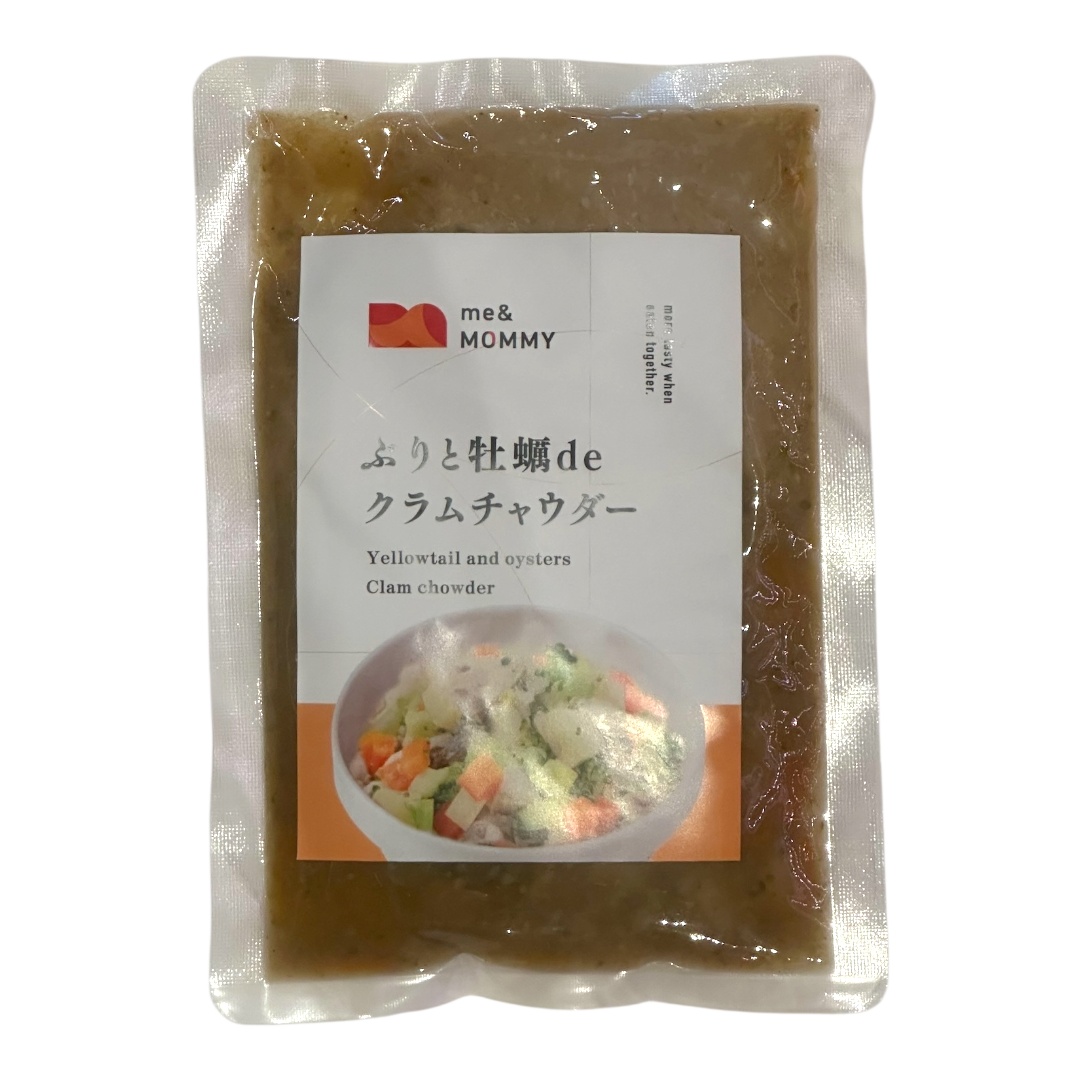 me&
MOMMY
more tasty when
eaten together.
ぶりと牡蠣de
クラムチャウダー
Yellowtail and oysters
Clam chowder